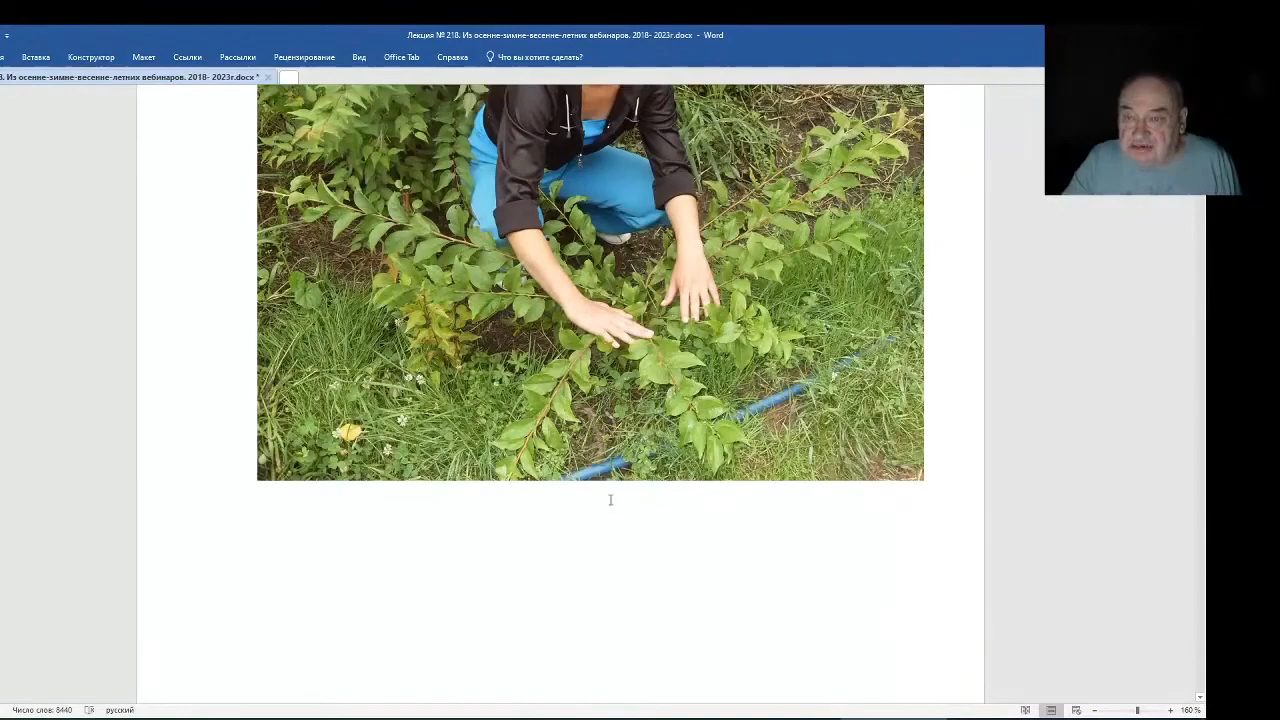 Лекция № 218. Из осенне-зимне-весенне-летних вебинаров. 2018- 2023г.docx - Word
Вставка Конструктор Макет Ссылки Рассылки Рецензирование Вид Office Tab Справка Что вы хотите сделать?
. Из осенне-зимне-весенне-летних вебинаров. 2018- 2023г.docx *
Число слов: 8440 русский 160 %